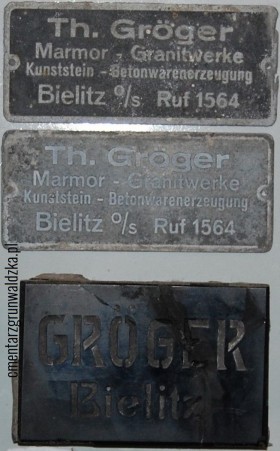 Th. Gröger
Marmor - Granitwerke
Kunststein - Betonwarenerzeugung
Bielitz o/s Ruf 1564
Th. Gröger
Marmor - Granitwerke
Kunststein - Betonwarenerzeugung
Bielitz o/s Ruf 1564
GRÖGER
Bielitz
cmentarzgrunwaldzka.pl